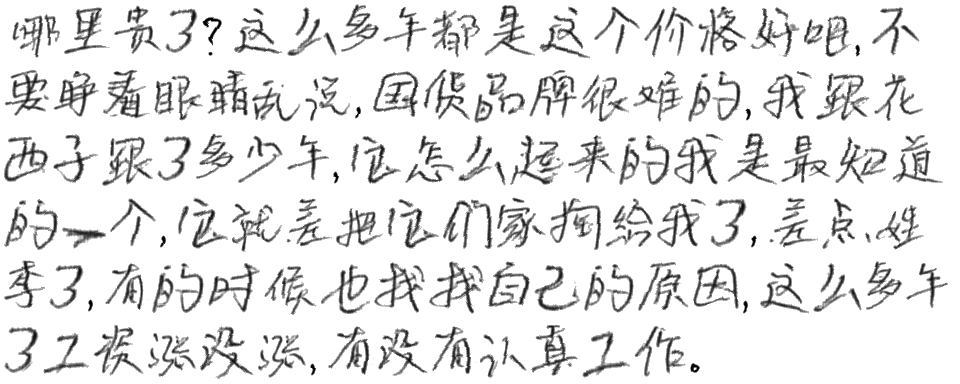 哪里贵了?这么多年都是这个价格好吧,不
要睁着眼睛乱说,国货品牌很难的,我跟花
西子跟了多少年,它怎么起来的我是最知道
的一个,它就差把它们家掏给我了,差点姓
李了,有的时候也找找自己的原因,这么多年
了工资涨没涨,有没有认真工作。